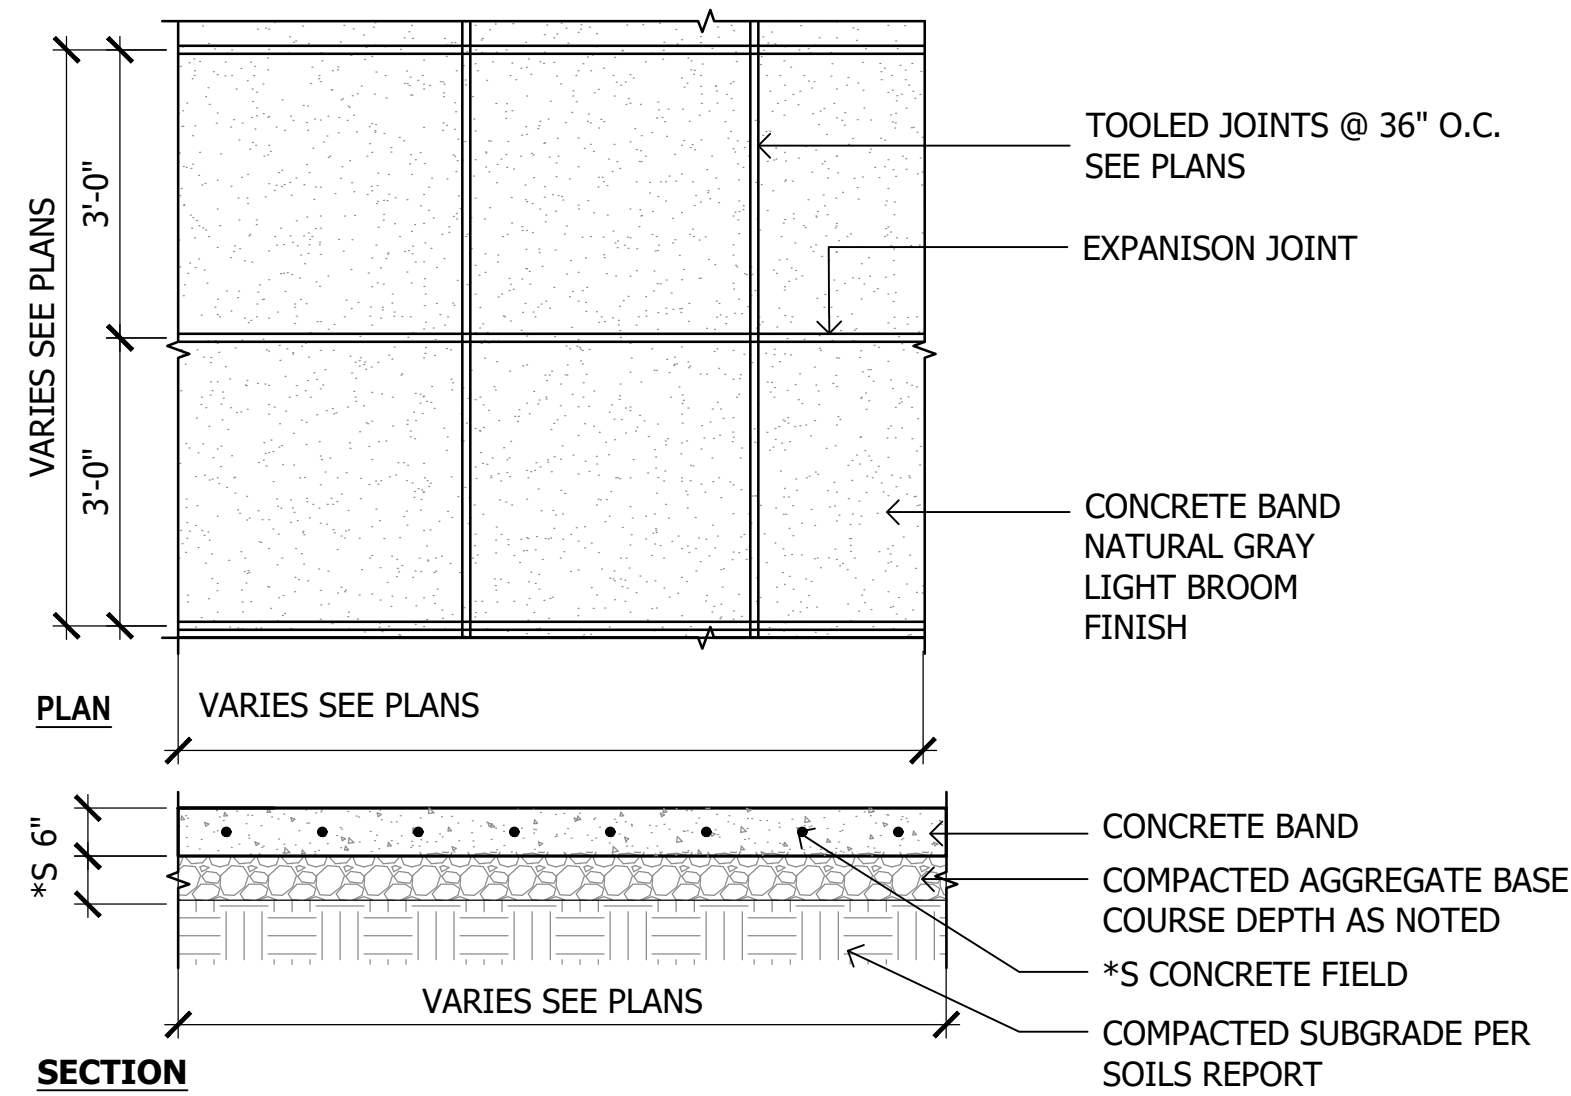 TOOLED JOINTS @ 36" O.C.
SEE PLANS
EXPANISON JOINT
VARIES SEE PLANS
3'-0"
3'-0"
CONCRETE BAND
NATURAL GRAY
LIGHT BROOM
FINISH
PLAN
VARIES SEE PLANS
*S 6"
CONCRETE BAND
COMPACTED AGGREGATE BASE
COURSE DEPTH AS NOTED
*S CONCRETE FIELD
VARIES SEE PLANS
COMPACTED SUBGRADE PER
SOILS REPORT
SECTION